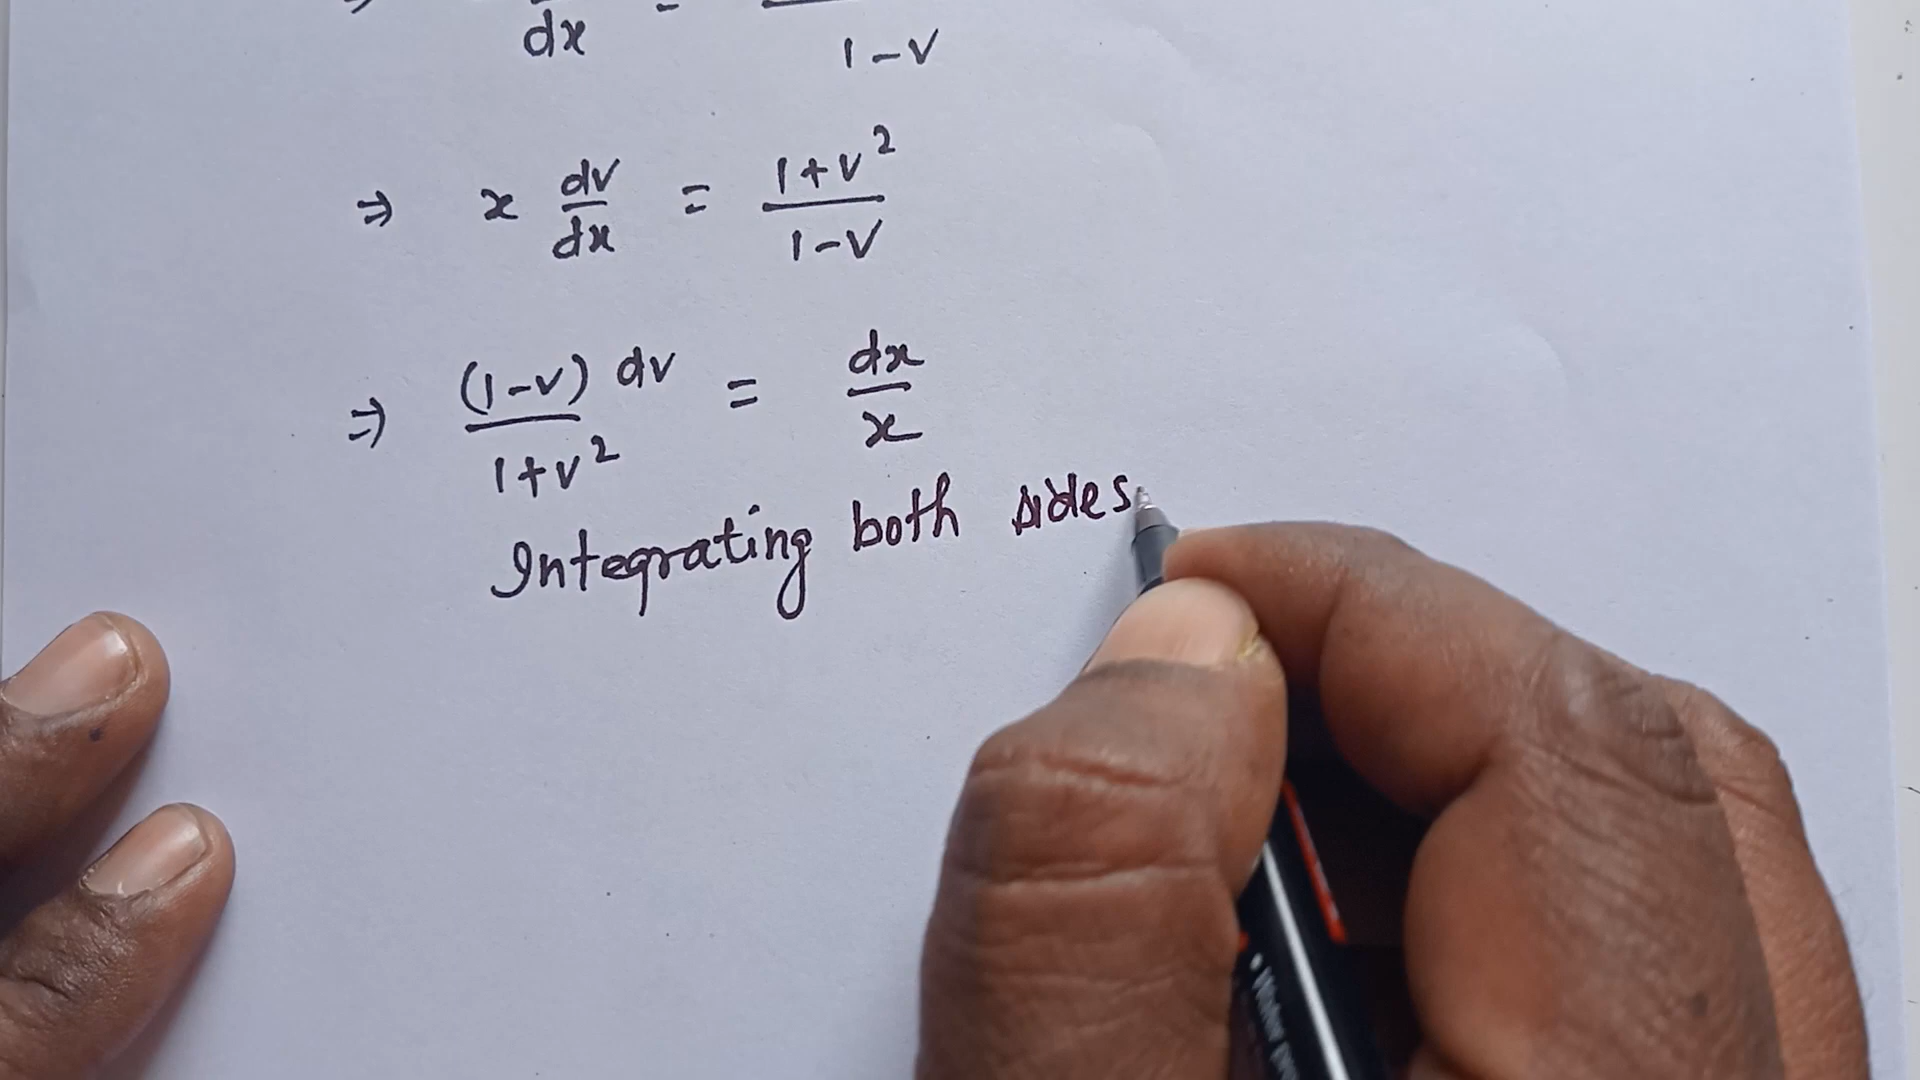 ⇒ dx = 1-v
⇒ x dv/dx = (1+v²)/(1-v)
⇒ (1-v) dv/(1+v²) = dx/x
Integrating both sides